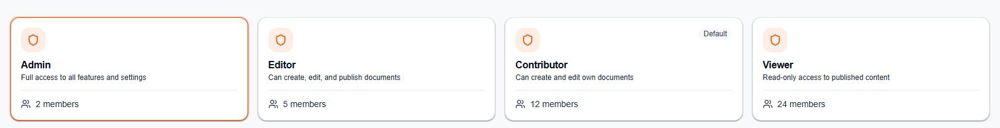 Admin
Full access to all features and settings
2 members
Editor
Can create, edit, and publish documents
5 members
Default
Contributor
Can create and edit own documents
12 members
Viewer
Read-only access to published content
24 members